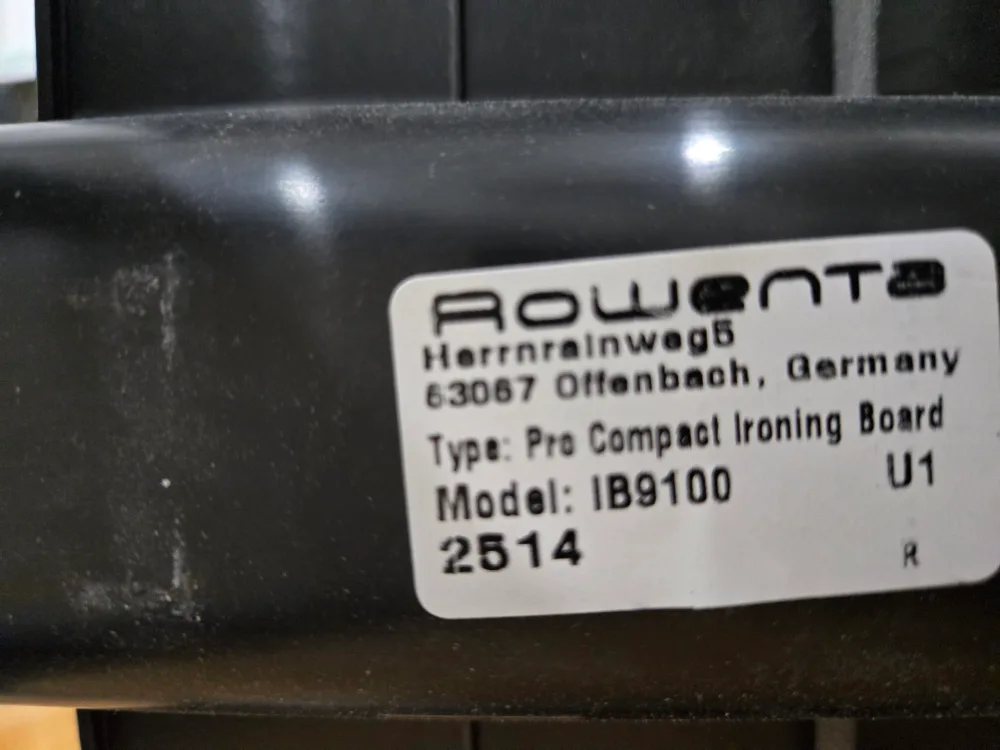 ROWENTA
Herrnrainweg5
63067 Offenbach, Germany
Type: Pro Compact Ironing Board
Model: IB9100 U1
2514 R